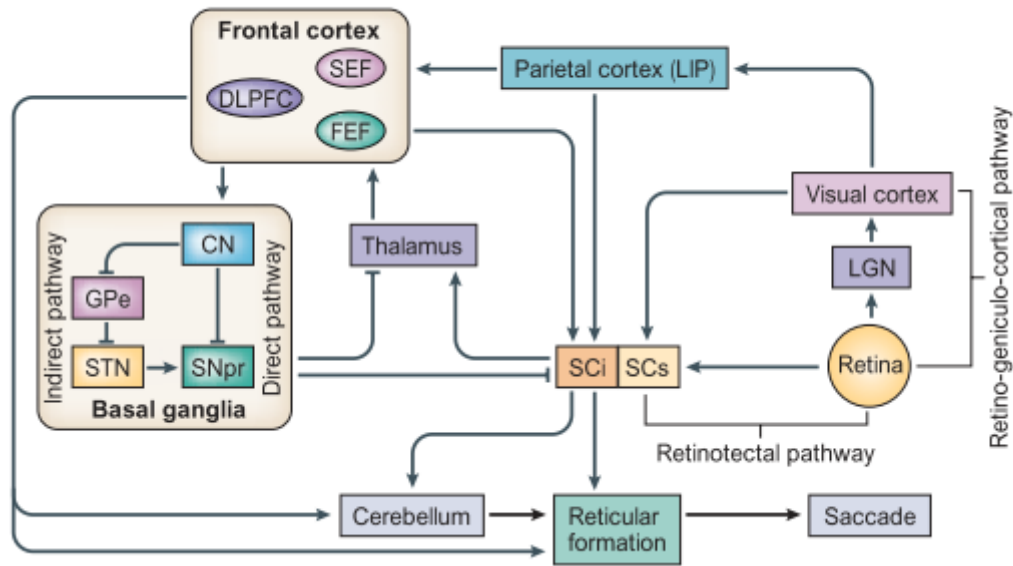 Frontal cortex
SEF
DLPFC
FEF
Parietal cortex (LIP)
Visual cortex
LGN
Retina
Retino-geniculo-cortical pathway
Thalamus
Indirect pathway
CN
GPe
STN
SNpr
Direct pathway
Basal ganglia
SCi
SCs
Retinotectal pathway
Cerebellum
Reticular
formation
Saccade